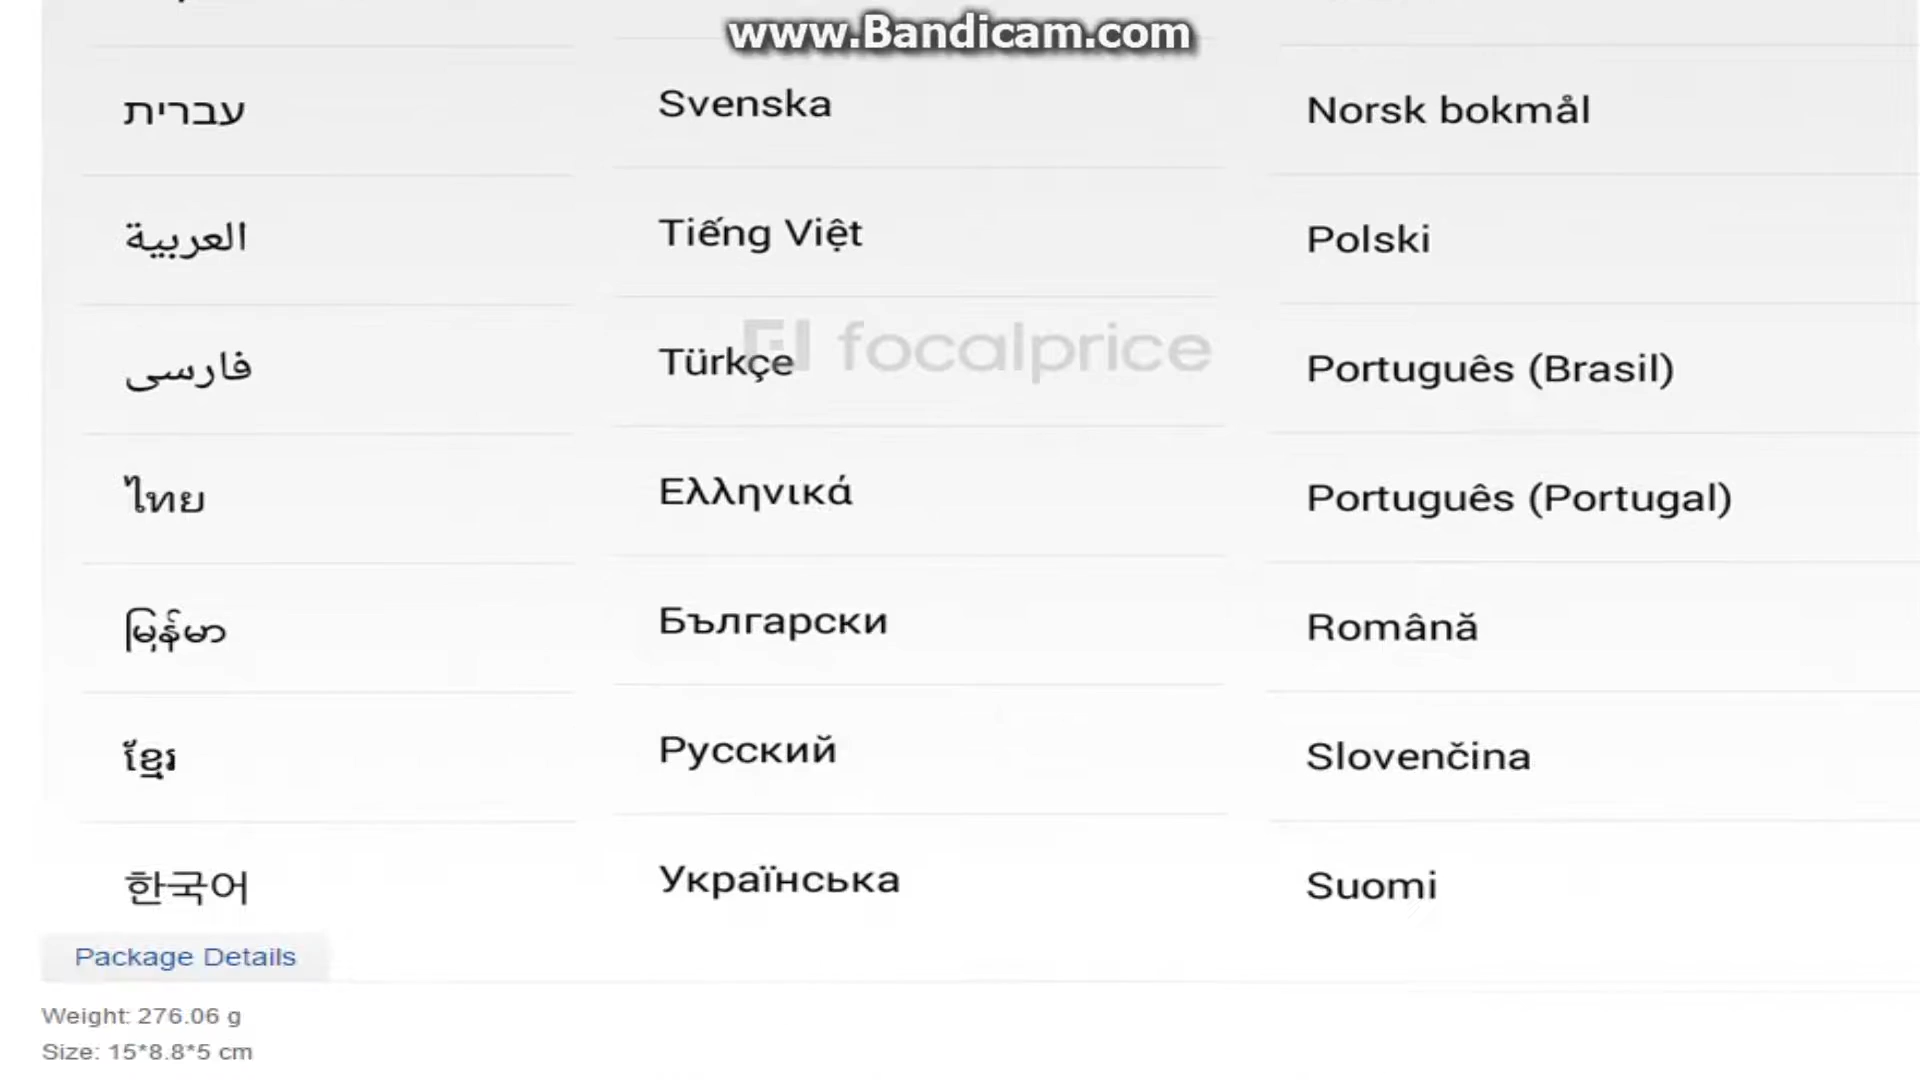 www.Bandicam.com
עברית
Svenska
Norsk bokmål
العربية
Tiếng Việt
Polski
focalprice
فارسی
Türkçe
Português (Brasil)
ไทย
Ελληνικά
Português (Portugal)
မြန်မာ
Български
Română
ខ្មែរ
Русский
Slovenčina
한국어
Українська
Suomi
Package Details
Weight: 276.06 g
Size: 15*8.8*5 cm